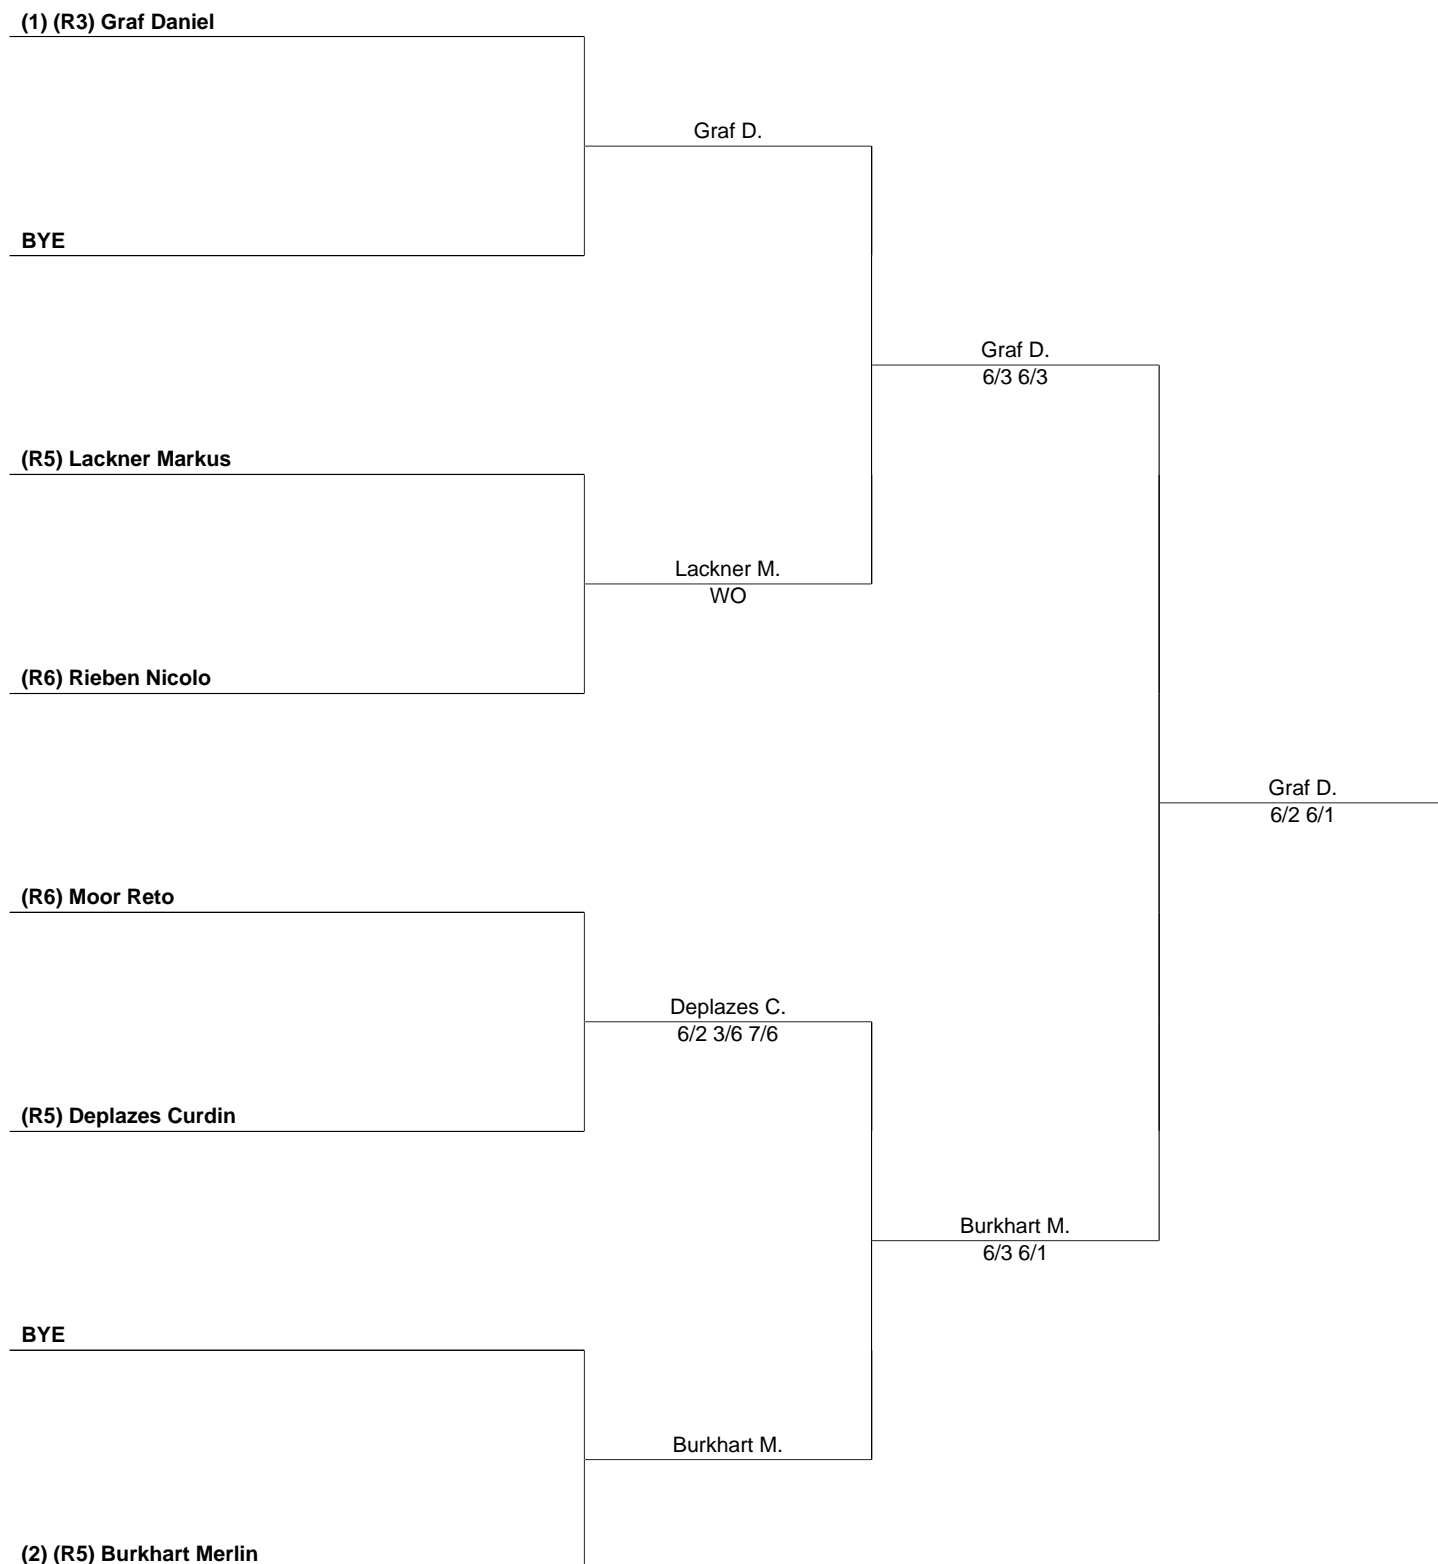 (1) (R3) Graf Daniel
Graf D.
BYE
Graf D.
6/3 6/3
(R5) Lackner Markus
Lackner M.
WO
(R6) Rieben Nicolo
Graf D.
6/2 6/1
(R6) Moor Reto
Deplazes C.
6/2 3/6 7/6
(R5) Deplazes Curdin
Burkhart M.
6/3 6/1
BYE
Burkhart M.
(2) (R5) Burkhart Merlin